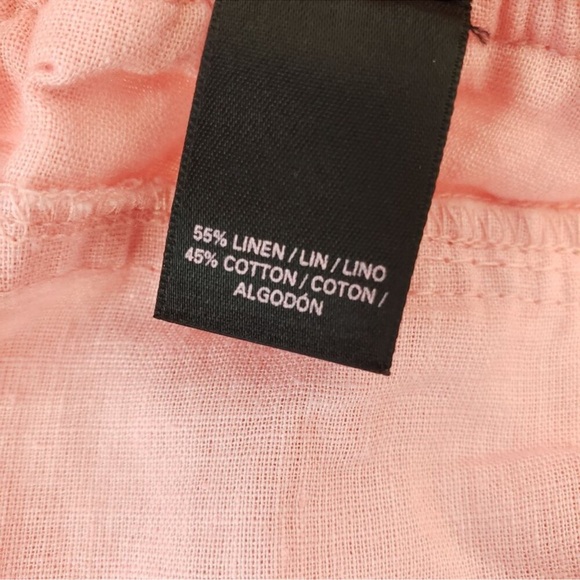 55% LINEN / LIN / LINO
45% COTTON / COTON /
ALGODÓN